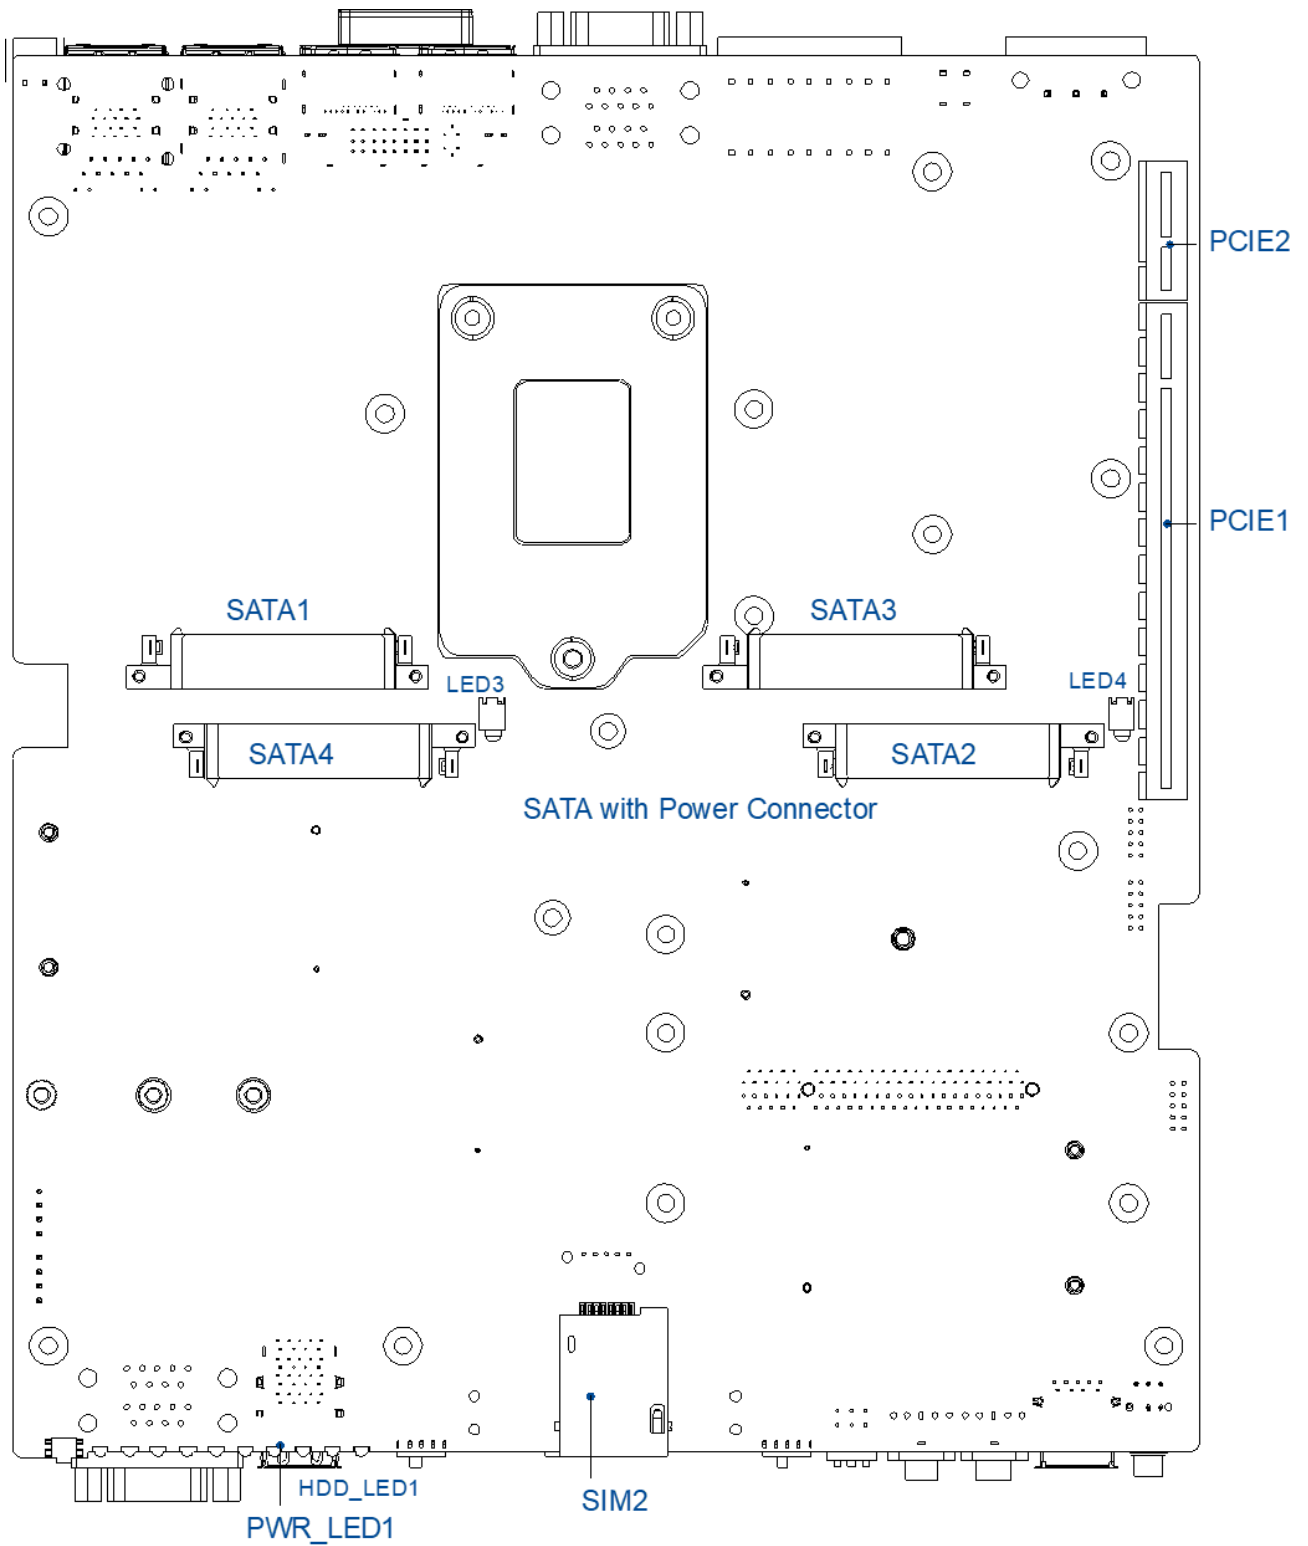 PCIE2
PCIE1
SATA1
SATA3
LED3
LED4
SATA4
SATA2
SATA with Power Connector
HDD_LED1
SIM2
PWR_LED1